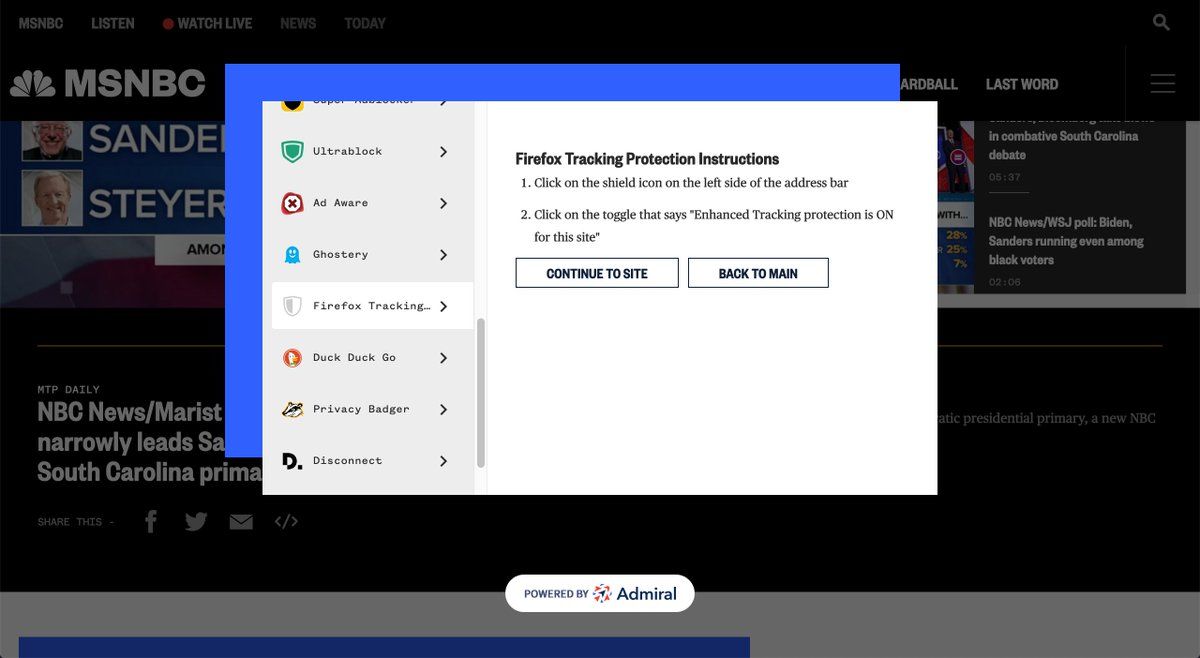 MSNBC LISTEN WATCH LIVE NEWS TODAY
MSNBC
ARDBALL LAST WORD
SANDE
STEYER
AMON
in combative South Carolina
debate
05:37
WITH...
28%
25%
7%
NBC News/WSJ poll: Biden,
Sanders running even among
black voters
02:06
Super Adblocker
Ultrablock
Ad Aware
Ghostery
Firefox Tracking…
Duck Duck Go
Privacy Badger
Disconnect
Firefox Tracking Protection Instructions
1. Click on the shield icon on the left side of the address bar
2. Click on the toggle that says "Enhanced Tracking protection is ON
for this site"
CONTINUE TO SITE BACK TO MAIN
MTP DAILY
NBC News/Marist
narrowly leads Sa
South Carolina prima
atic presidential primary, a new NBC
SHARE THIS -
POWERED BY Admiral